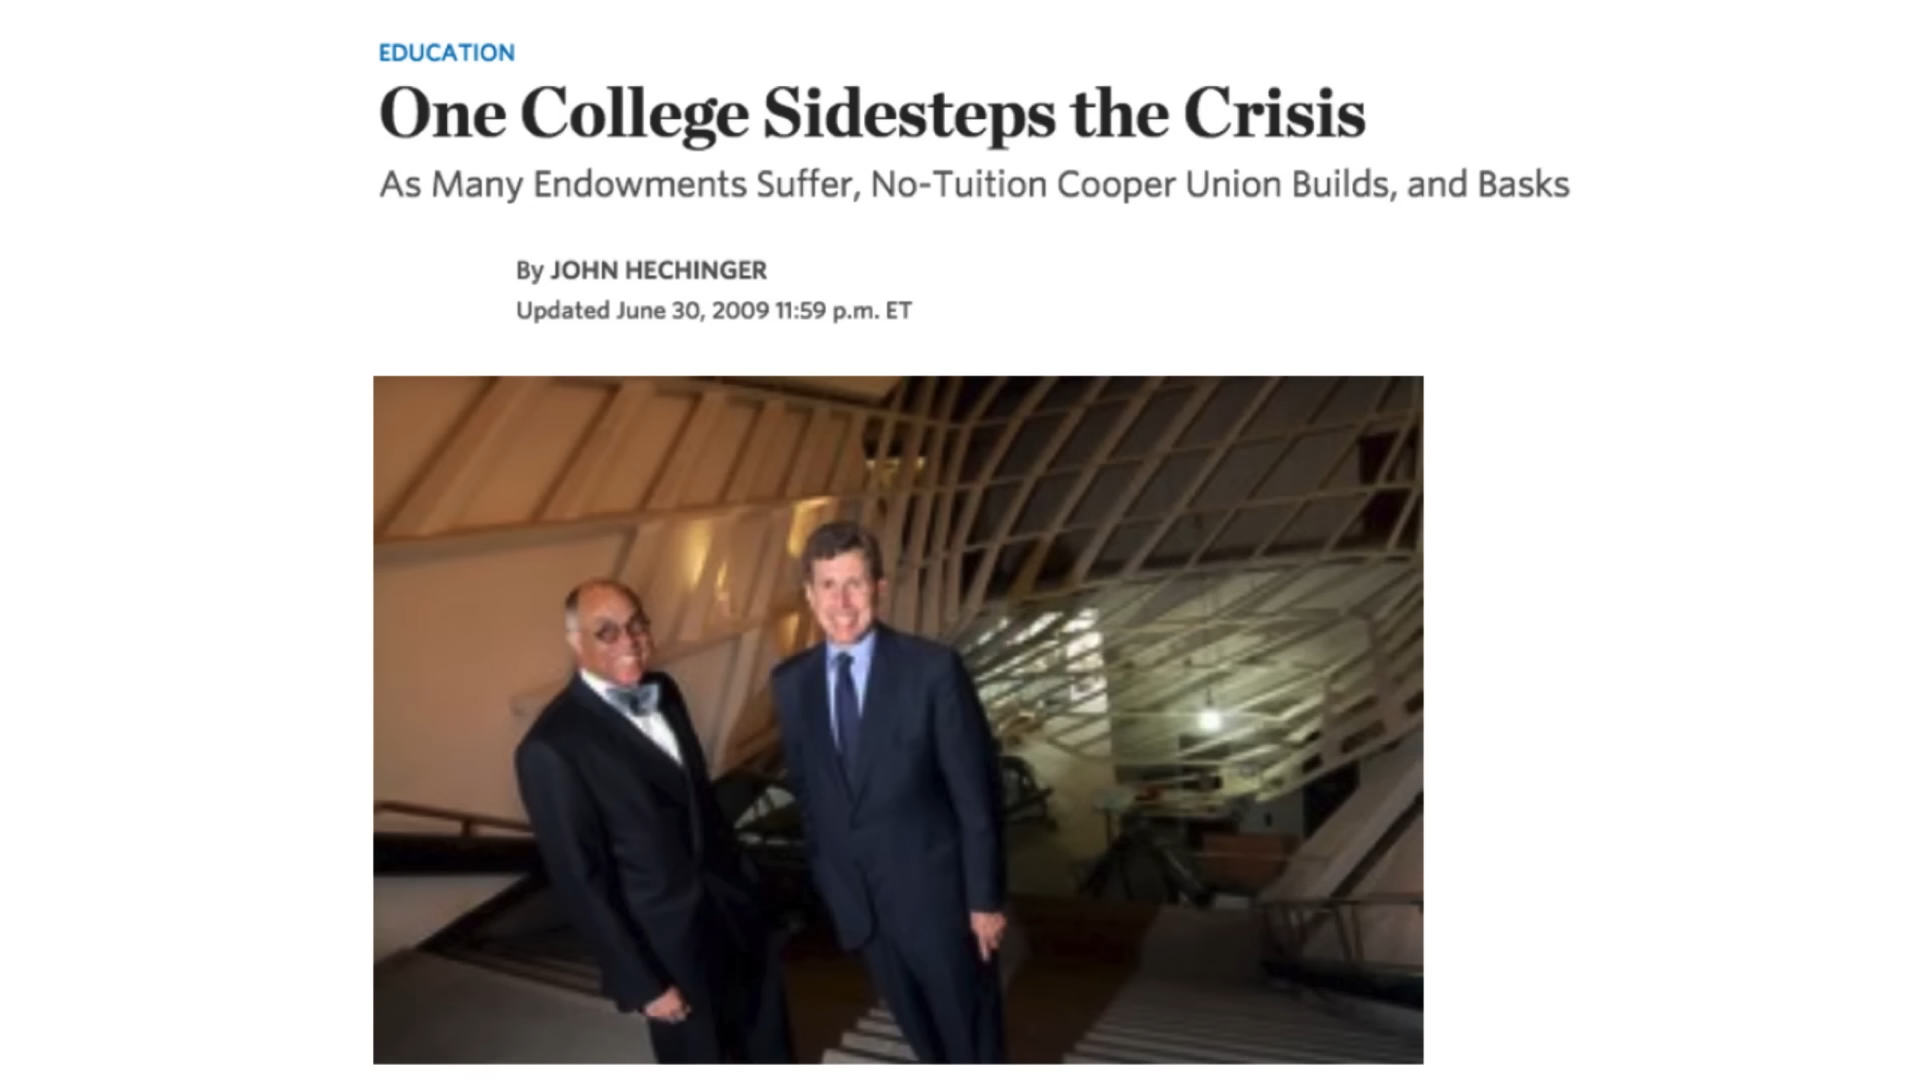 EDUCATION
One College Sidesteps the Crisis
As Many Endowments Suffer, No-Tuition Cooper Union Builds, and Basks
By JOHN HECHINGER
Updated June 30, 2009 11:59 p.m. ET